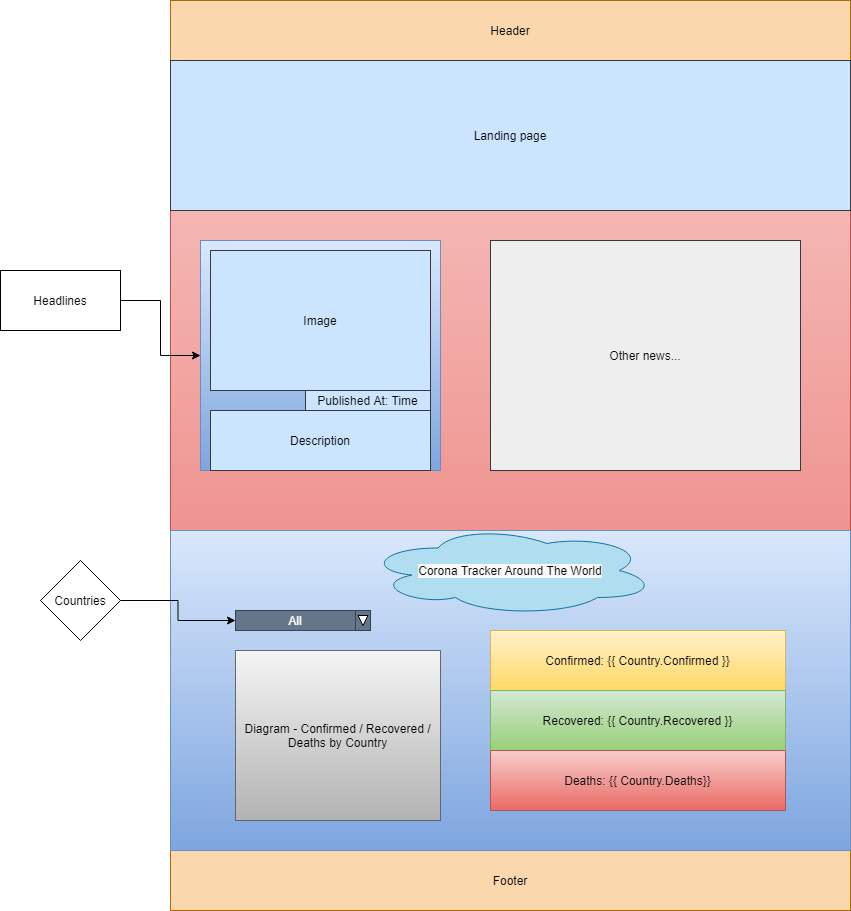 Header
Landing page
Headlines
Image
Other news...
Published At: Time
Description
Corona Tracker Around The World
Countries
All
Confirmed: {{ Country.Confirmed }}
Recovered: {{ Country.Recovered }}
Diagram - Confirmed / Recovered /
Deaths by Country
Deaths: {{ Country.Deaths}}
Footer